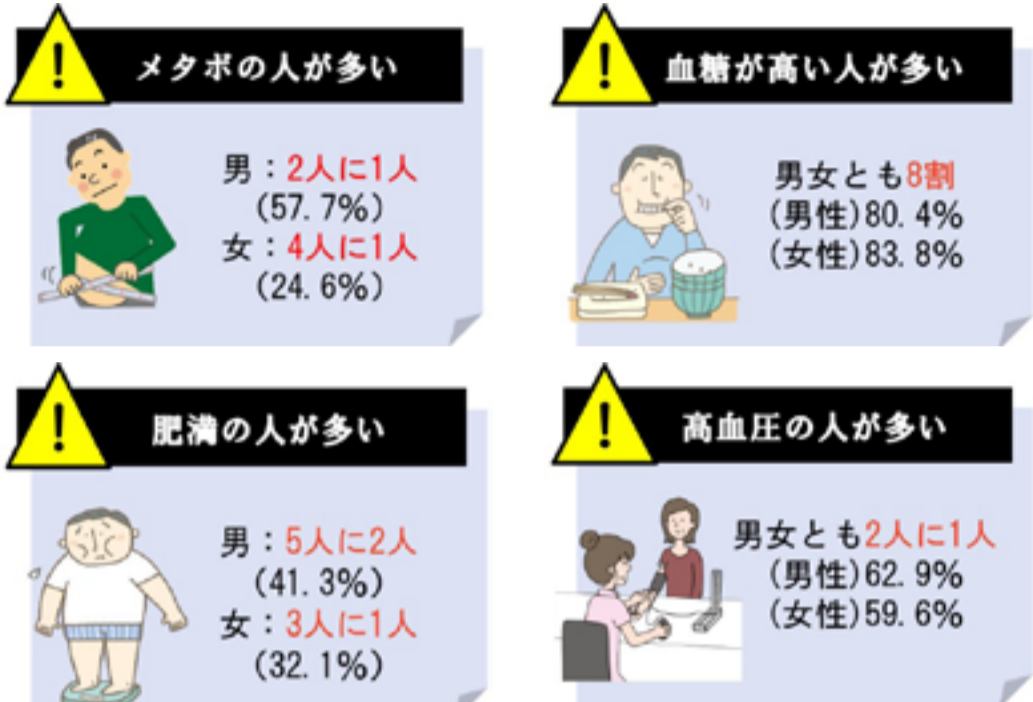 メタボの人が多い
男：2人に1人
(57.7%)
女：4人に1人
(24.6%)
血糖が高い人が多い
男女とも8割
(男性)80.4%
(女性)83.8%
肥満の人が多い
男：5人に2人
(41.3%)
女：3人に1人
(32.1%)
高血圧の人が多い
男女とも2人に1人
(男性)62.9%
(女性)59.6%